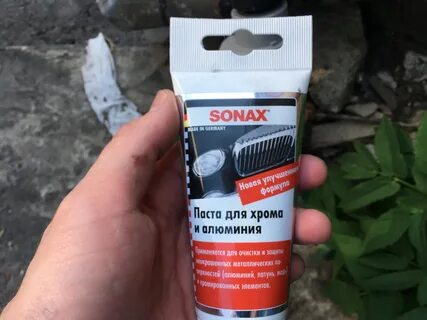 SONAX®
MADE IN GERMANY
Новая улучшенная
формула
Паста для хрома
и алюминия
Применяется для очистки и защиты
неокрашенных металлических по-
верхностей (алюминий, латунь, медь)
и хромированных элементов.